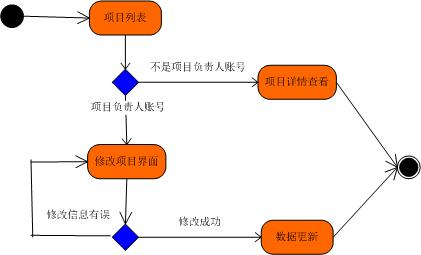 项目列表
不是项目负责人账号
项目详情查看
项目负责人账号
修改项目界面
修改信息有误
修改成功
数据更新